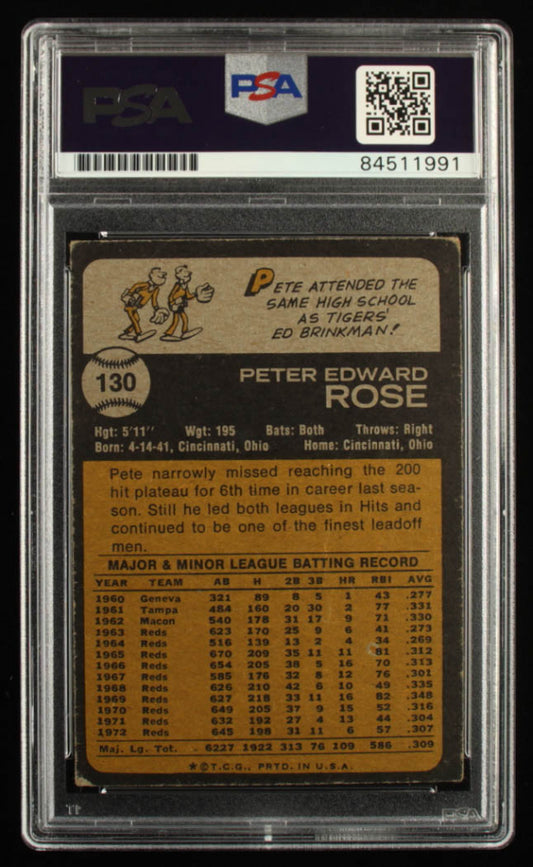 PSA PSA
84511991
PETE ATTENDED THE
SAME HIGH SCHOOL
AS TIGERS'
ED BRINKMAN!
130
PETER EDWARD
ROSE
Hgt: 5'11" Wgt: 195 Bats: Both Throws: Right
Born: 4-14-41, Cincinnati, Ohio Home: Cincinnati, Ohio
Pete narrowly missed reaching the 200
hit plateau for 6th time in career last sea-
son. Still he led both leagues in Hits and
continued to be one of the finest leadoff
men.
MAJOR & MINOR LEAGUE BATTING RECORD
YEAR TEAM AB H 2B 3B HR RBI AVG
1960 Geneva 321 89 8 5 1 43 .277
1961 Tampa 484 160 20 30 2 77 .331
1962 Macon 540 178 31 17 9 71 .330
1963 Reds 623 170 25 9 6 41 .273
1964 Reds 516 139 13 2 4 34 .269
1965 Reds 670 209 35 11 11 81 .312
1966 Reds 654 205 38 5 16 70 .313
1967 Reds 585 176 32 8 12 76 .301
1968 Reds 626 210 42 6 10 49 .335
1969 Reds 627 218 33 11 16 82 .348
1970 Reds 649 205 37 9 15 52 .316
1971 Reds 632 192 27 4 13 44 .304
1972 Reds 645 198 31 11 6 57 .307
Maj. Lg. Tot. 6227 1922 313 76 109 586 .309
★©T.C.G., PRTD. IN U.S.A.
PSA